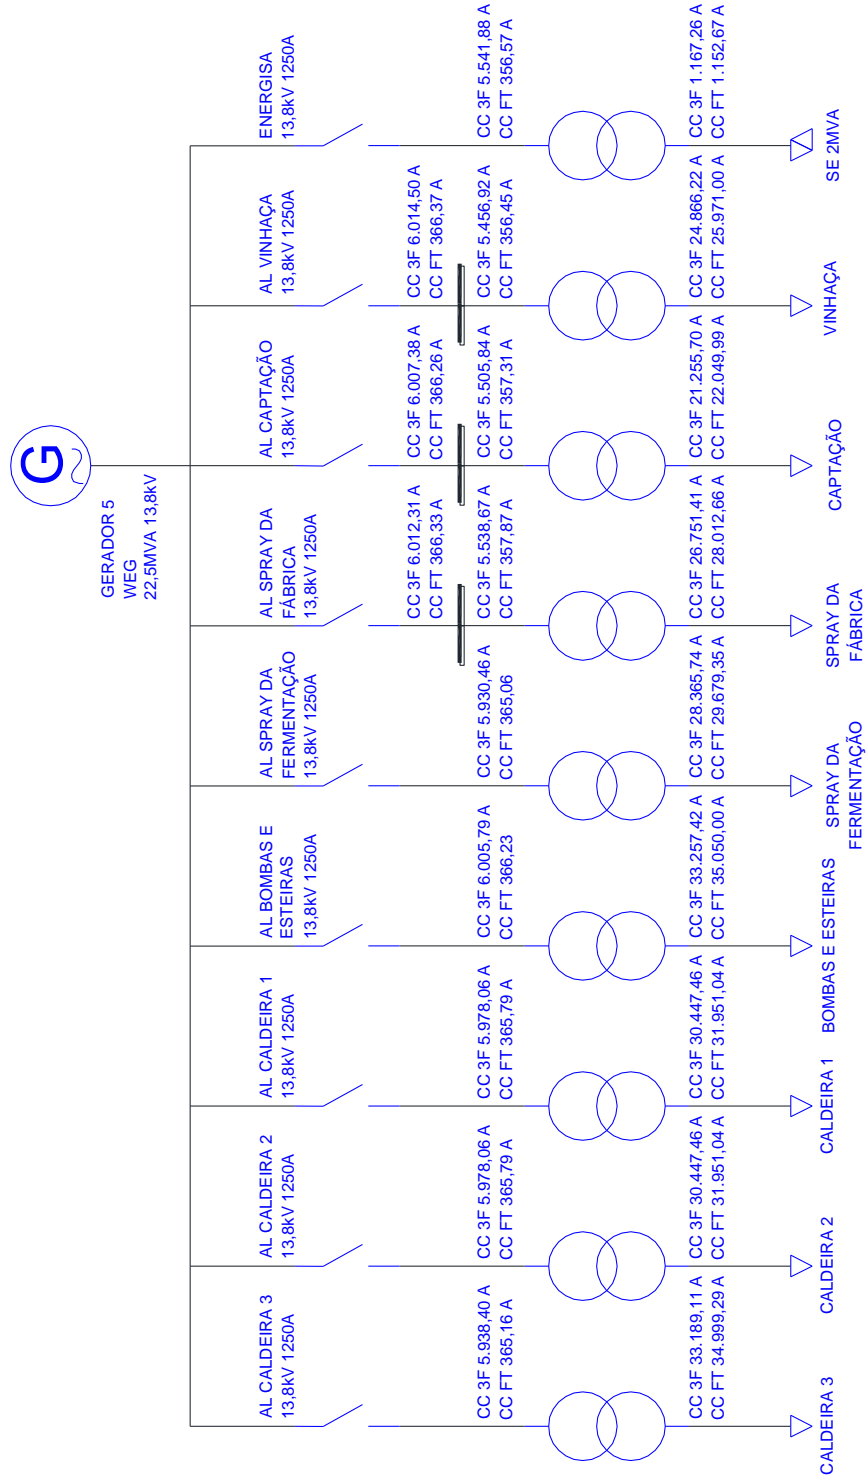 G
GERADOR 5
WEG
22,5MVA 13,8kV
AL CALDEIRA 3
13,8kV 1250A
CC 3F 5.938,40 A
CC FT 365,16 A
CC 3F 33.189,11 A
CC FT 34.999,29 A
CALDEIRA 3
AL CALDEIRA 2
13,8kV 1250A
CC 3F 5.978,06 A
CC FT 365,79 A
CC 3F 30.447,46 A
CC FT 31.951,04 A
CALDEIRA 2
AL CALDEIRA 1
13,8kV 1250A
CC 3F 5.978,06 A
CC FT 365,79 A
CC 3F 30.447,46 A
CC FT 31.951,04 A
CALDEIRA 1
AL BOMBAS E
ESTEIRAS
13,8kV 1250A
CC 3F 6.005,79 A
CC FT 366,23
CC 3F 33.257,42 A
CC FT 35.050,00 A
BOMBAS E ESTEIRAS
AL SPRAY DA
FERMENTAÇÃO
13,8kV 1250A
CC 3F 5.930,46 A
CC FT 365,06
CC 3F 28.365,74 A
CC FT 29.679,35 A
SPRAY DA
FERMENTAÇÃO
AL SPRAY DA
FÁBRICA
13,8kV 1250A
CC 3F 6.012,31 A
CC FT 366,33 A
CC 3F 5.538,67 A
CC FT 357,87 A
CC 3F 26.751,41 A
CC FT 28.012,66 A
SPRAY DA
FÁBRICA
AL CAPTAÇÃO
13,8kV 1250A
CC 3F 6.007,38 A
CC FT 366,26 A
CC 3F 5.505,84 A
CC FT 357,31 A
CC 3F 21.255,70 A
CC FT 22.049,99 A
CAPTAÇÃO
AL VINHAÇA
13,8kV 1250A
CC 3F 6.014,50 A
CC FT 366,37 A
CC 3F 5.456,92 A
CC FT 356,45 A
CC 3F 24.866,22 A
CC FT 25.971,00 A
VINHAÇA
ENERGISA
13,8kV 1250A
CC 3F 5.541,88 A
CC FT 356,57 A
CC 3F 1.167,26 A
CC FT 1.152,67 A
SE 2MVA